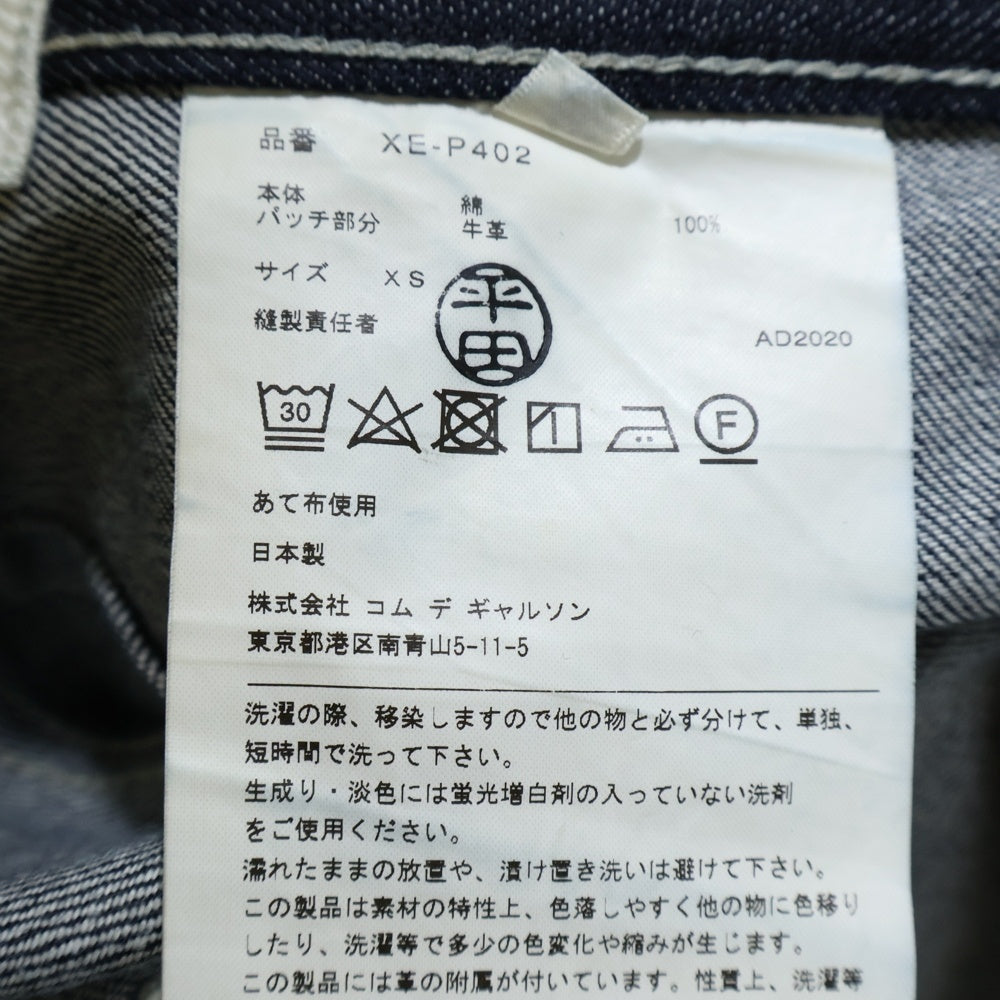 品番 XE-P402
本体 綿 100%
パッチ部分 牛革
サイズ XS
縫製責任者 平田 AD2020
30 F
あて布使用
日本製
株式会社 コム デ ギャルソン
東京都港区南青山5-11-5
洗濯の際、移染しますので他の物と必ず分けて、単独、
短時間で洗って下さい。
生成り・淡色には蛍光増白剤の入っていない洗剤
をご使用ください。
濡れたままの放置や、漬け置き洗いは避けて下さい。
この製品は素材の特性上、色落しやすく他の物に色移り
したり、洗濯等で多少の色変化や縮みが生じます。
この製品には革の附属が付いています。性質上、洗濯等